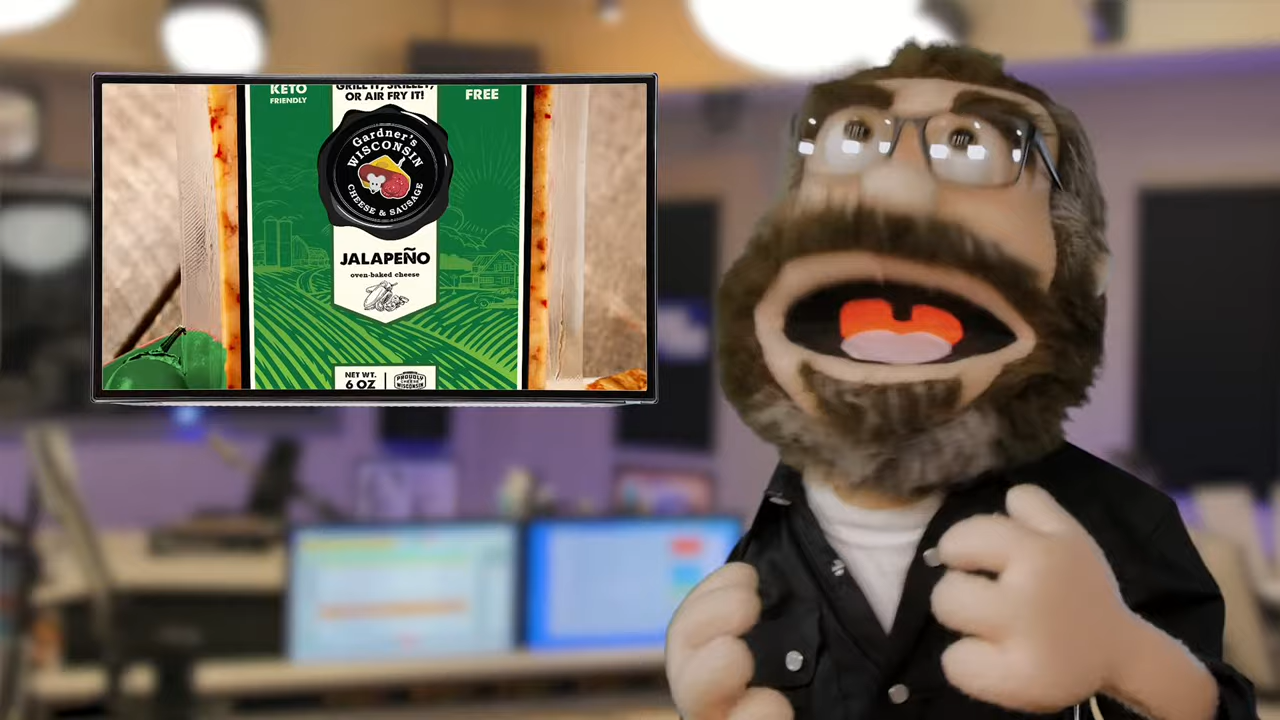 KETO
FRIENDLY
GRILL IT, SKILLET,
OR AIR FRY IT!
FREE
Gardner's
WISCONSIN
CHEESE & SAUSAGE
JALAPEÑO
oven-baked cheese
NET WT.
6 OZ
PROUDLY
WISCONSIN
CHEESE